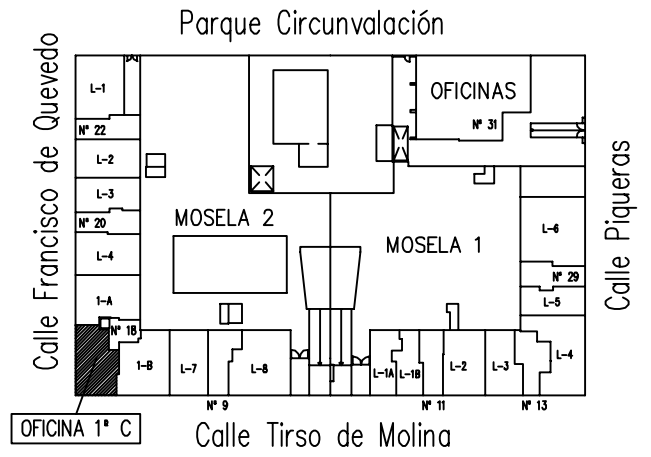 Parque Circunvalación
Calle Francisco de Quevedo
L-1
Nº 22
L-2
L-3
Nº 20
L-4
1-A
Nº 18
OFICINA 1ª C
1-B
L-7
L-8
Nº 9
MOSELA 2
MOSELA 1
OFICINAS
Nº 31
L-6
Nº 29
L-5
L-4
L-1A
L-1B
L-2
L-3
Nº 11
Nº 13
Calle Piqueras
Calle Tirso de Molina